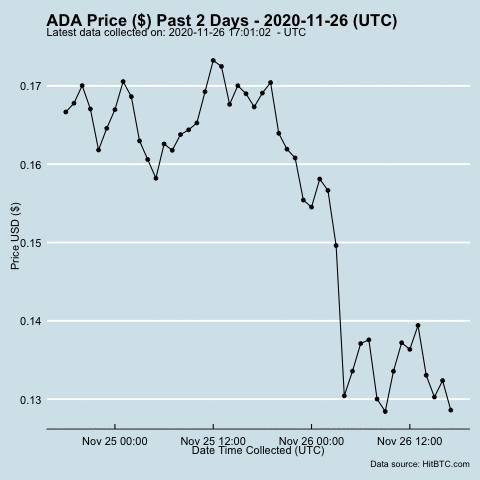 ADA Price ($) Past 2 Days - 2020-11-26 (UTC)
Latest data collected on: 2020-11-26 17:01:02 - UTC
0.17
0.16
0.15
0.14
0.13
Price USD ($)
Nov 25 00:00 Nov 25 12:00 Nov 26 00:00 Nov 26 12:00
Date Time Collected (UTC)
Data source: HitBTC.com